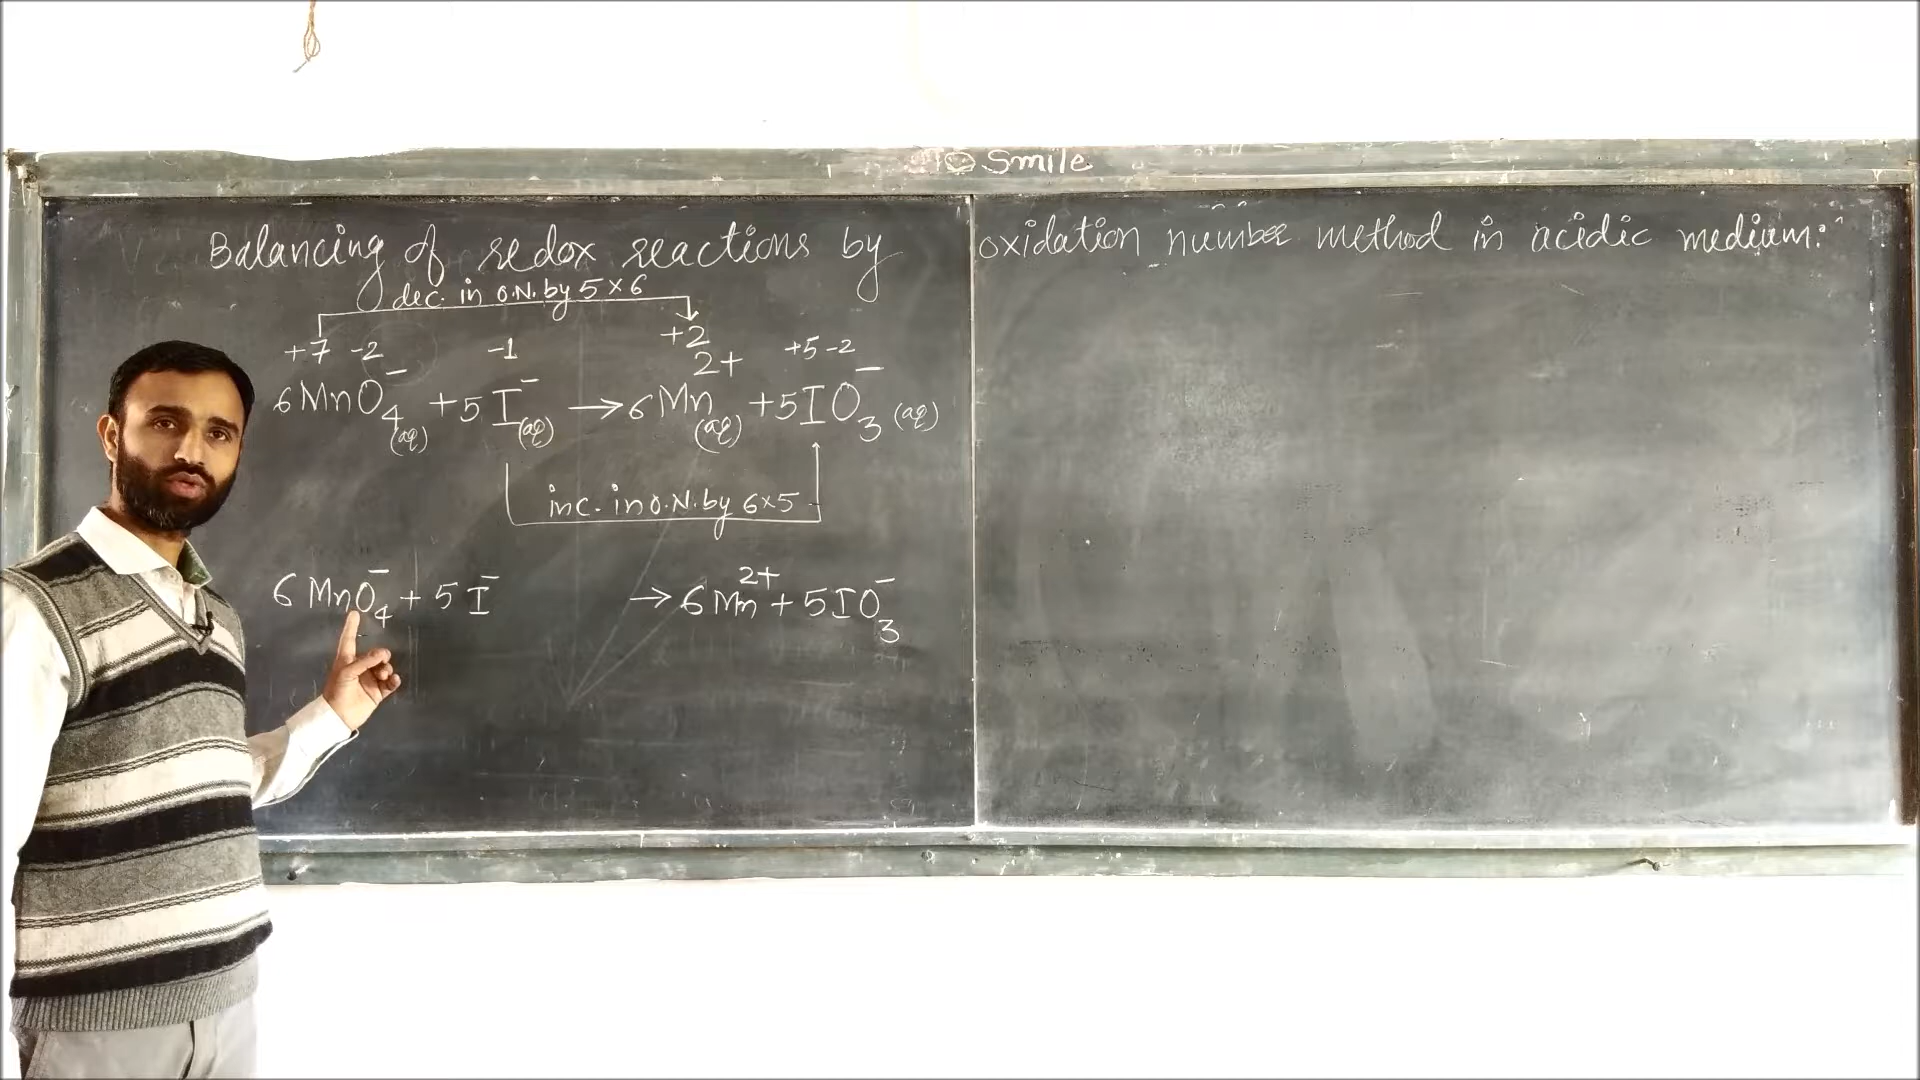 ☺ Smile
Balancing of redox reactions by oxidation number method in acidic medium:
dec. in O.N. by 5 × 6
+7 -2 -1 +2 +5 -2
6MnO₄⁻(aq) + 5I⁻(aq) → 6Mn²⁺(aq) + 5IO₃⁻(aq)
inc. in O.N. by 6×5
6MnO₄⁻ + 5I⁻ → 6Mn²⁺ + 5IO₃⁻